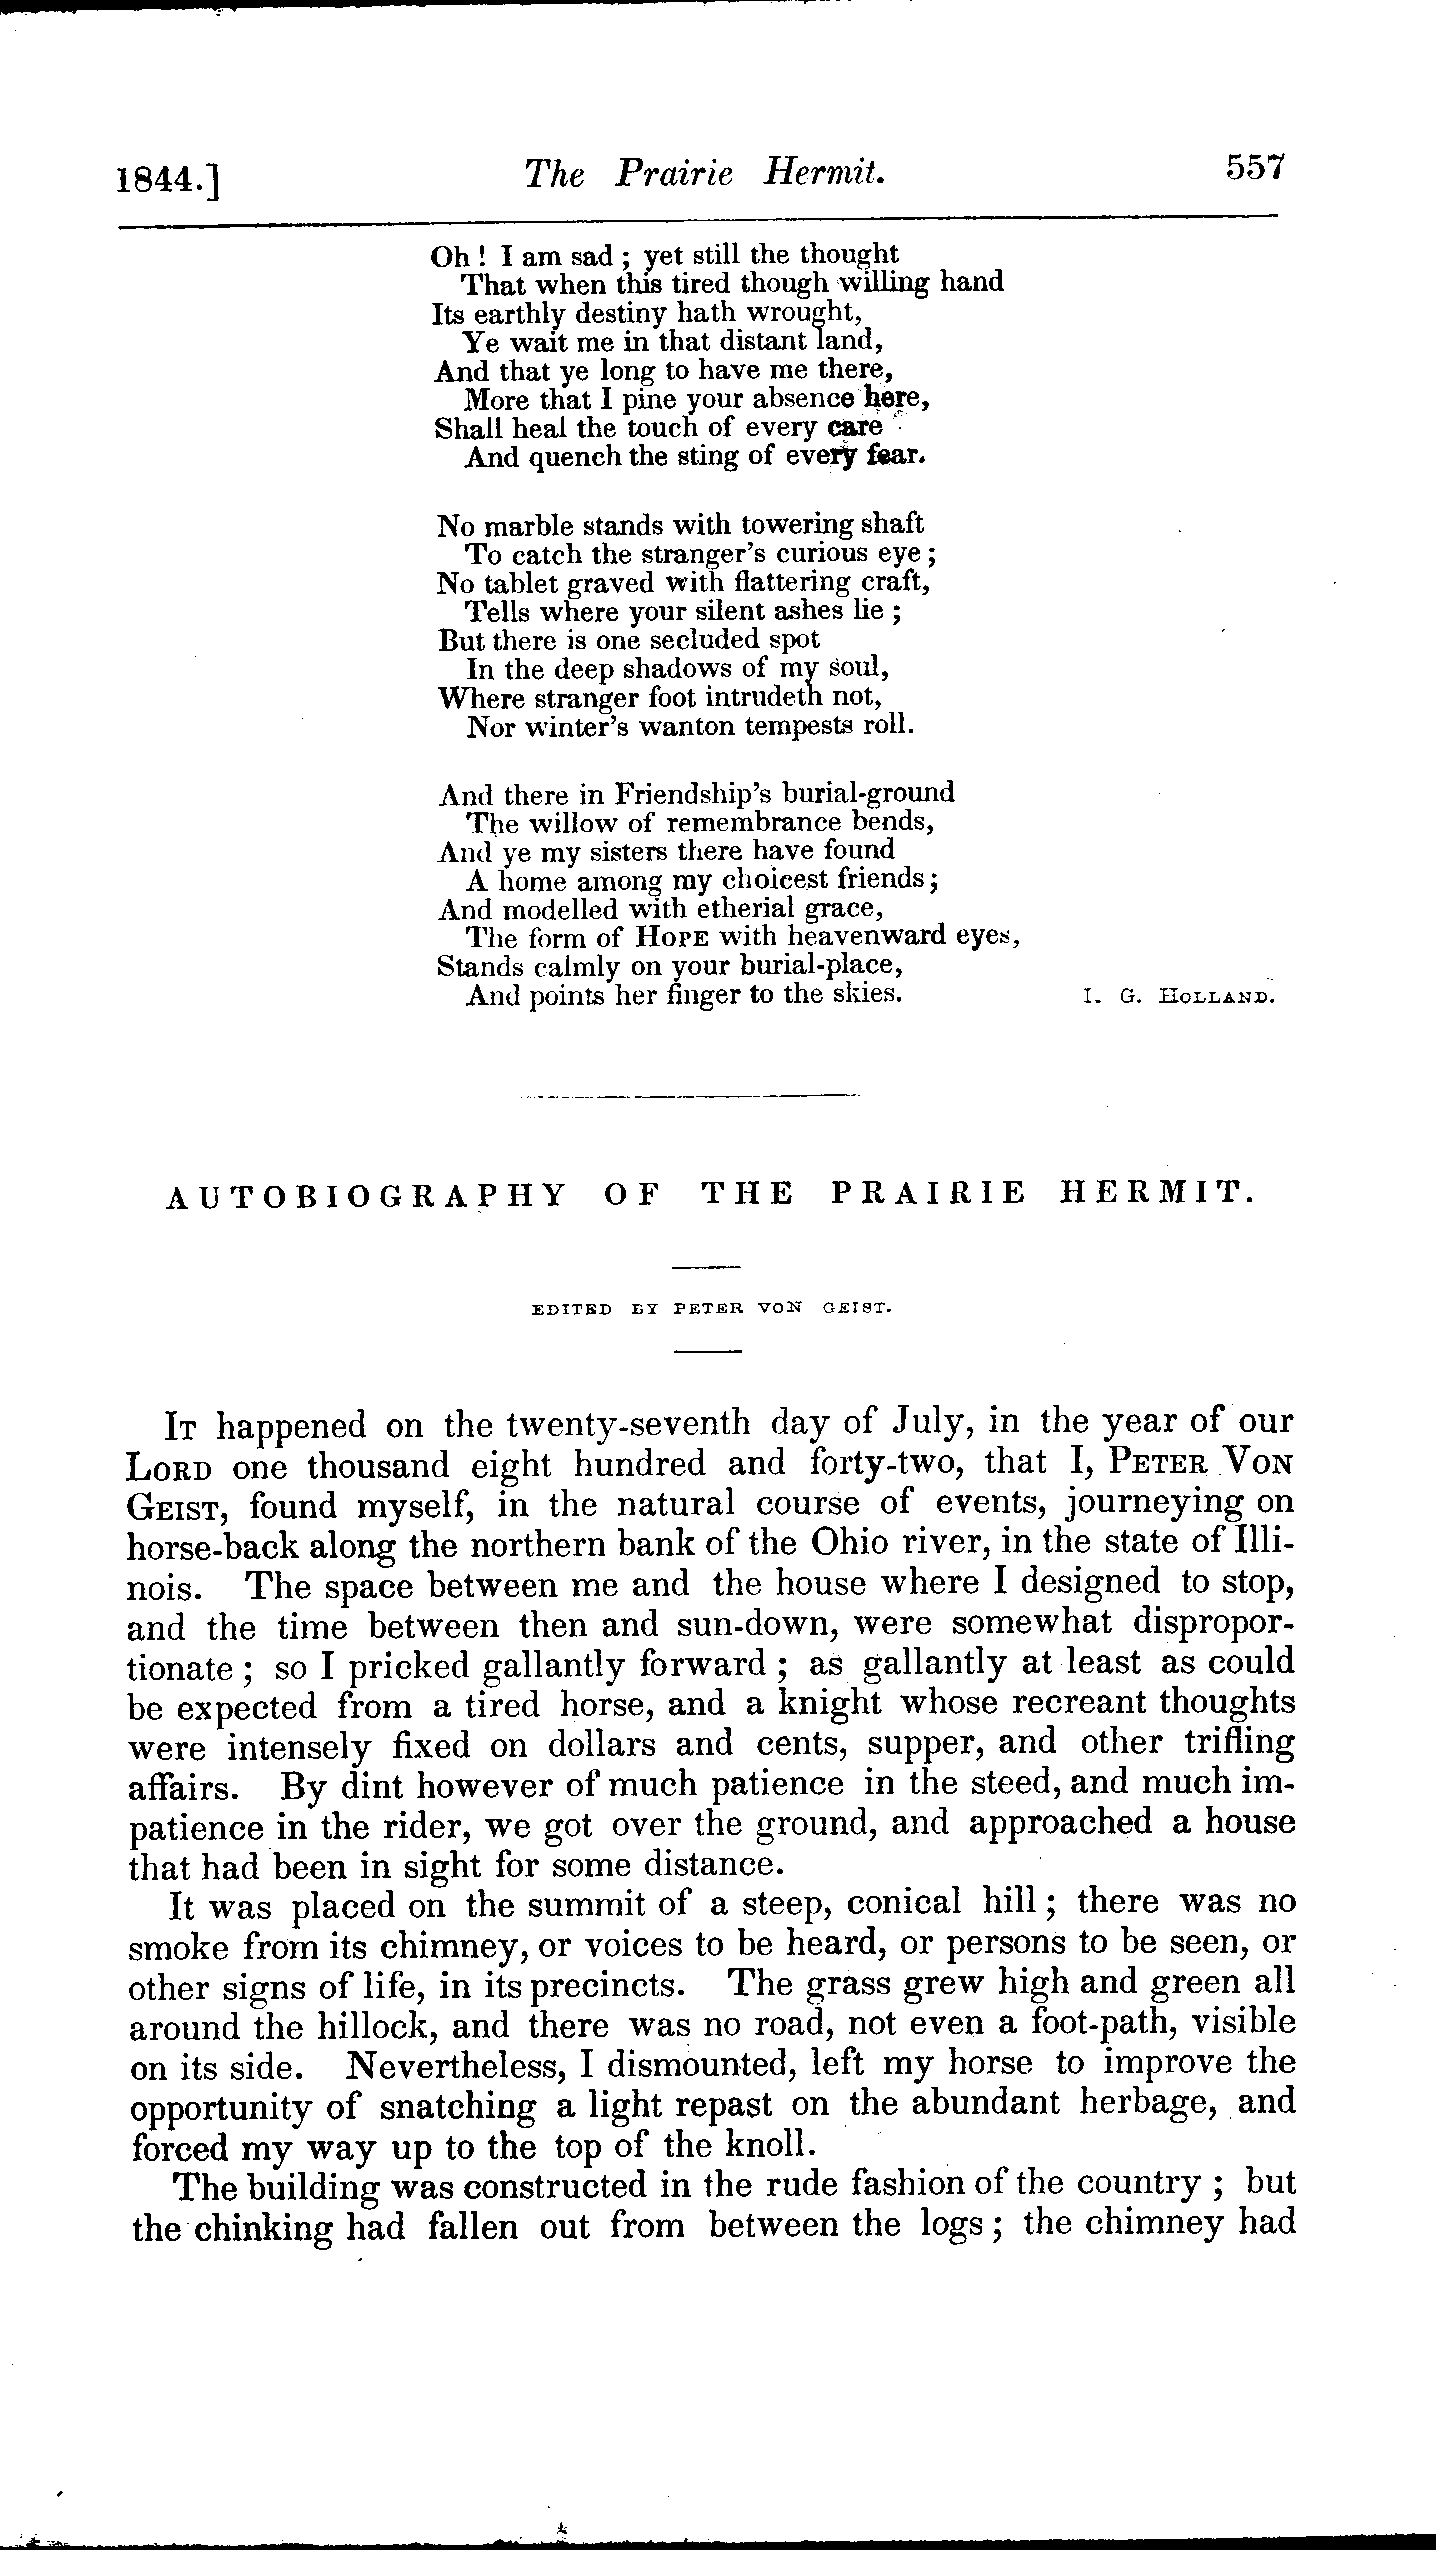 1844.] The Prairie Hermit. 557
Oh ! I am sad ; yet still the thought
That when this tired though willing hand
Its earthly destiny hath wrought,
Ye wait me in that distant land,
And that ye long to have me there,
More that I pine your absence here,
Shall heal the touch of every care
And quench the sting of every fear.
No marble stands with towering shaft
To catch the stranger's curious eye ;
No tablet graved with flattering craft,
Tells where your silent ashes lie ;
But there is one secluded spot
In the deep shadows of my soul,
Where stranger foot intrudeth not,
Nor winter's wanton tempests roll.
And there in Friendship's burial-ground
The willow of remembrance bends,
And ye my sisters there have found
A home among my choicest friends ;
And modelled with etherial grace,
The form of HOPE with heavenward eyes,
Stands calmly on your burial-place,
And points her finger to the skies. I. G. HOLLAND.
AUTOBIOGRAPHY OF THE PRAIRIE HERMIT.
EDITED BY PETER VON GEIST.
IT happened on the twenty-seventh day of July, in the year of our
LORD one thousand eight hundred and forty-two, that I, PETER VON
GEIST, found myself, in the natural course of events, journeying on
horse-back along the northern bank of the Ohio river, in the state of Illi-
nois. The space between me and the house where I designed to stop,
and the time between then and sun-down, were somewhat dispropor-
tionate ; so I pricked gallantly forward ; as gallantly at least as could
be expected from a tired horse, and a knight whose recreant thoughts
were intensely fixed on dollars and cents, supper, and other trifling
affairs. By dint however of much patience in the steed, and much im-
patience in the rider, we got over the ground, and approached a house
that had been in sight for some distance.
It was placed on the summit of a steep, conical hill ; there was no
smoke from its chimney, or voices to be heard, or persons to be seen, or
other signs of life, in its precincts. The grass grew high and green all
around the hillock, and there was no road, not even a foot-path, visible
on its side. Nevertheless, I dismounted, left my horse to improve the
opportunity of snatching a light repast on the abundant herbage, and
forced my way up to the top of the knoll.
The building was constructed in the rude fashion of the country ; but
the chinking had fallen out from between the logs ; the chimney had